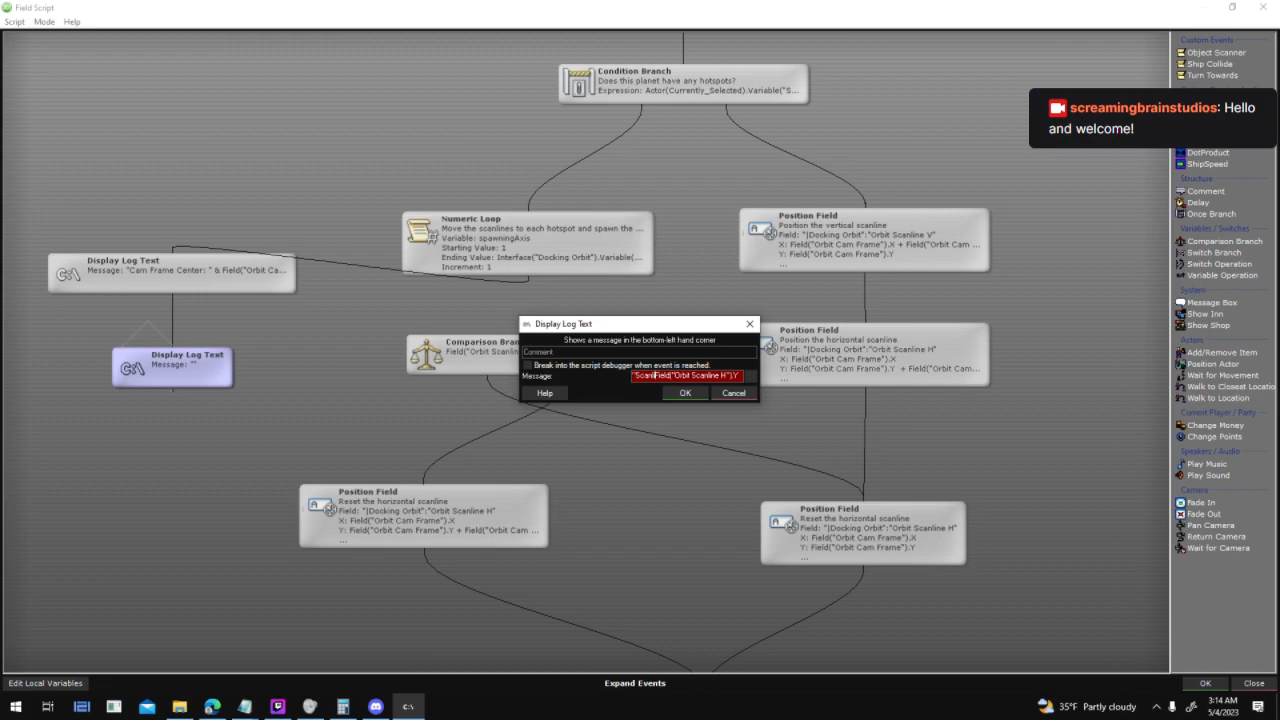 Field Script
Script Mode Help
Condition Branch
Does this planet have any hotspots?
Expression: Actor(Currently_Selected).Variable("S...
Custom Events
Object Scanner
Ship Collide
Turn Towards
screamingbrainstudios: Hello
and welcome!
DotProduct
ShipSpeed
Structure
Comment
Delay
Once Branch
Variables / Switches
Comparison Branch
Switch Branch
Switch Operation
Variable Operation
System
Message Box
Show Inn
Show Shop
Actors
Add/Remove Item
Position Actor
Wait for Movement
Walk to Closest Locatio
Walk to Location
Current Player / Party
Change Money
Change Points
Speakers / Audio
Play Music
Play Sound
Camera
Fade In
Fade Out
Pan Camera
Return Camera
Wait for Camera
Numeric Loop
Move the scanlines to each hotspot and spawn the ...
Variable: spawningAxis
Starting Value: 1
Ending Value: Interface("Docking Orbit").Variable(...
Increment: 1
Position Field
Position the vertical scanline
Field: "|Docking Orbit":"Orbit Scanline V"
X: Field("Orbit Cam Frame").X + Field("Orbit Cam ...
Y: Field("Orbit Cam Frame").Y
...
Display Log Text
Message: "Cam Frame Center: " & Field("Orbit Ca...
Display Log Text
Message: ""
Comparison Bran
Field("Orbit Scanlin
Display Log Text
Shows a message in the bottom-left hand corner
Comment
Break into the script debugger when event is reached.
Message:
"ScanliField("Orbit Scanline H").Y
Help OK Cancel
Position Field
Position the horizontal scanline
Field: "|Docking Orbit":"Orbit Scanline H"
X: Field("Orbit Cam Frame").X
Y: Field("Orbit Cam Frame").Y + Field("Orbit Cam ...
...
Position Field
Reset the horizontal scanline
Field: "|Docking Orbit":"Orbit Scanline H"
X: Field("Orbit Cam Frame").X
Y: Field("Orbit Cam Frame").Y + Field("Orbit Cam ...
...
Position Field
Reset the horizontal scanline
Field: "|Docking Orbit":"Orbit Scanline H"
X: Field("Orbit Cam Frame").X
Y: Field("Orbit Cam Frame").Y
...
Edit Local Variables
Expand Events
OK Close
C:\
35°F Partly cloudy
3:14 AM
5/4/2023